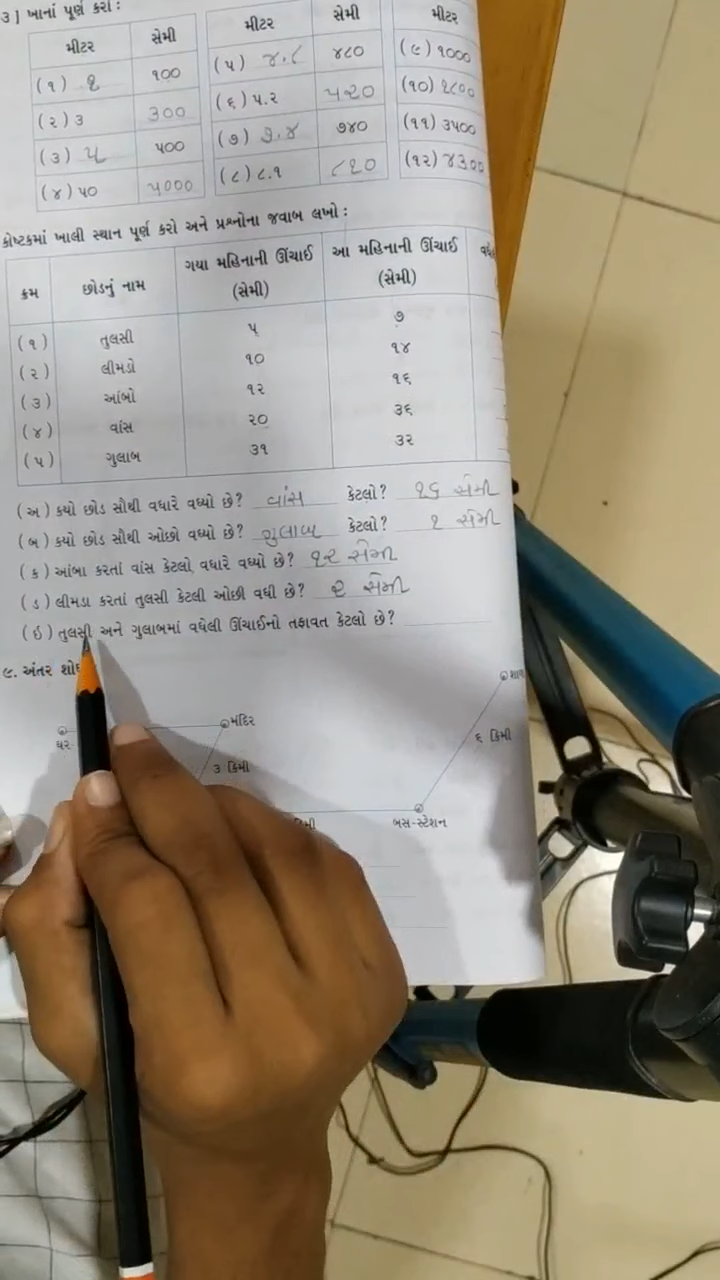 ૩] ખાનાં પૂર્ણ કરો :
મીટર સેમી મીટર સેમી મીટર
(૧) ૧ ૧૦૦ (૫) ૪.૮ ૪૮૦ (૯) ૧૦૦૦
(૨) ૩ ૩૦૦ (૬) ૫.૨ ૫૨૦ (૧૦) ૧૮૦૦
(૩) ૫ ૫૦૦ (૭) ૭.૪ ૭૪૦ (૧૧) ૩૫૦૦
(૪) ૫૦ ૫૦૦૦ (૮) ૮.૧ ૮૧૦ (૧૨) ૪૩૦૦
કોષ્ટકમાં ખાલી સ્થાન પૂર્ણ કરો અને પ્રશ્નોના જવાબ લખો :
ક્રમ છોડનું નામ ગયા મહિનાની ઊંચાઈ (સેમી) આ મહિનાની ઊંચાઈ (સેમી)
(૧) તુલસી ૫ ૭
(૨) લીમડો ૧૦ ૧૪
(૩) આંબો ૧૨ ૧૬
(૪) વાંસ ૨૦ ૩૬
(૫) ગુલાબ ૩૧ ૩૨
(અ) કયો છોડ સૌથી વધારે વધ્યો છે? વાંસ કેટલો? ૧૬ સેમી
(બ) કયો છોડ સૌથી ઓછો વધ્યો છે? ગુલાબ કેટલો? ૧ સેમી
(ક) આંબા કરતાં વાંસ કેટલો વધારે વધ્યો છે? ૧૨ સેમી
(ડ) લીમડા કરતાં તુલસી કેટલી ઓછી વધી છે? ૨ સેમી
(ઇ) તુલસી અને ગુલાબમાં વધેલી ઊંચાઈનો તફાવત કેટલો છે?
૯. અંતર
મંદિર
ઘર
૩ કિમી
૬ કિમી
બસ-સ્ટેશન